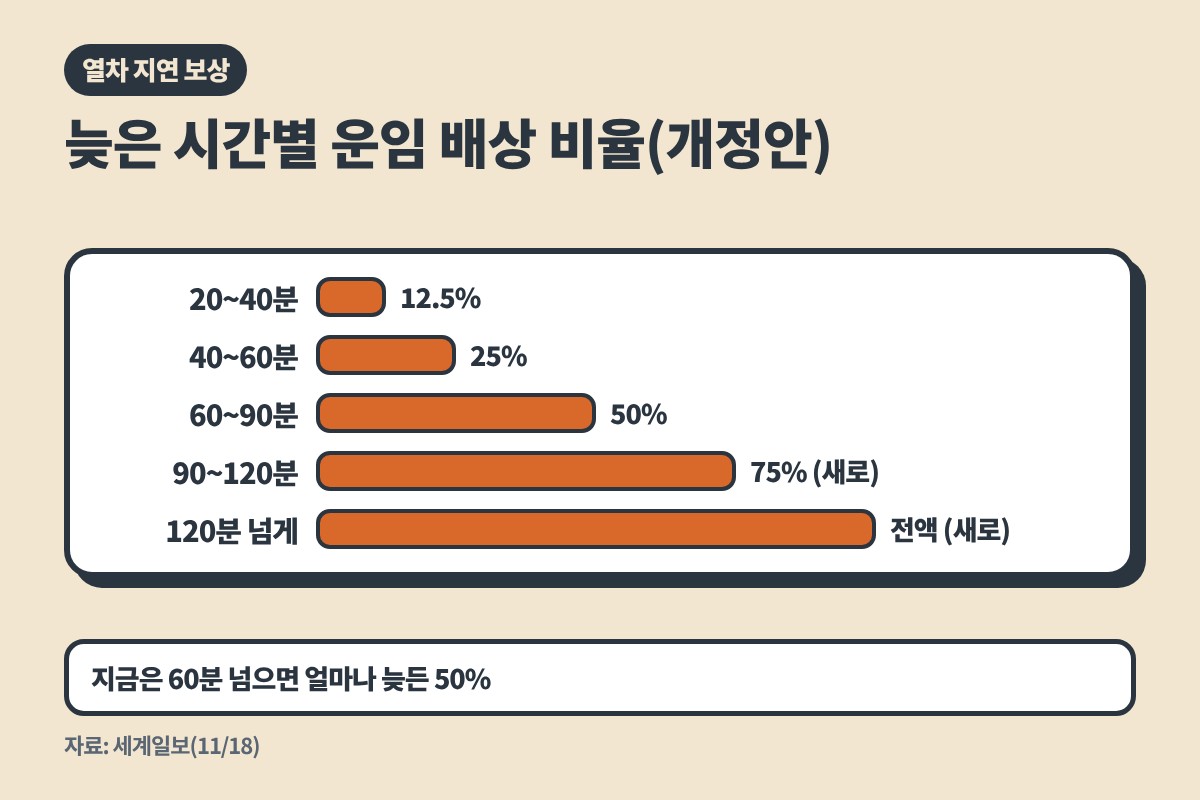 열차 지연 보상
늦은 시간별 운임 배상 비율(개정안)
20~40분 12.5%
40~60분 25%
60~90분 50%
90~120분 75% (새로)
120분 넘게 전액 (새로)
지금은 60분 넘으면 얼마나 늦든 50%
자료: 세계일보(11/18)